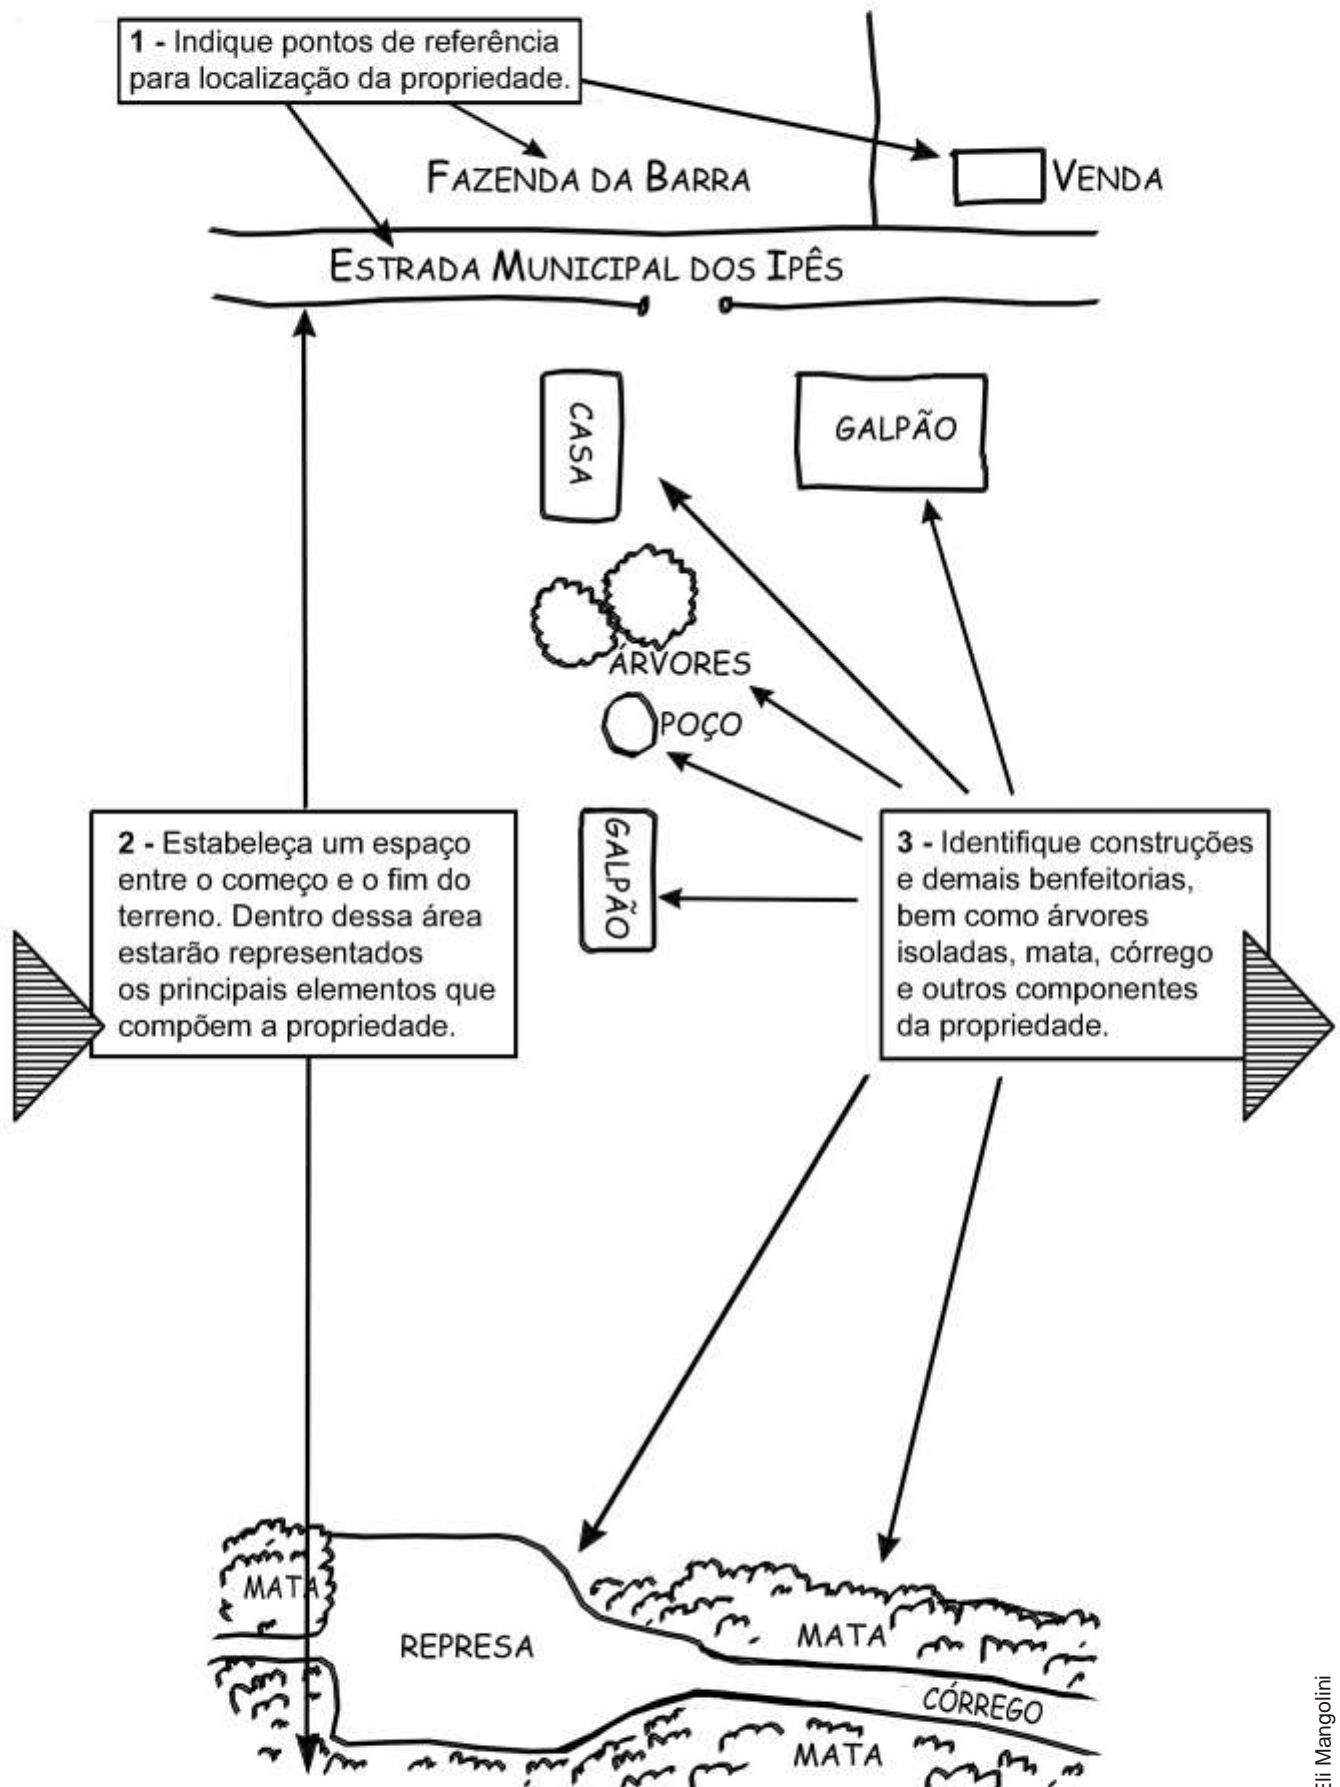 1 - Indique pontos de referência
para localização da propriedade.
FAZENDA DA BARRA
VENDA
ESTRADA MUNICIPAL DOS IPÊS
CASA
GALPÃO
ÁRVORES
POÇO
GALPÃO
2 - Estabeleça um espaço
entre o começo e o fim do
terreno. Dentro dessa área
estarão representados
os principais elementos que
compõem a propriedade.
3 - Identifique construções
e demais benfeitorias,
bem como árvores
isoladas, mata, córrego
e outros componentes
da propriedade.
MATA
REPRESA
MATA
CÓRREGO
MATA
Eli Mangolini